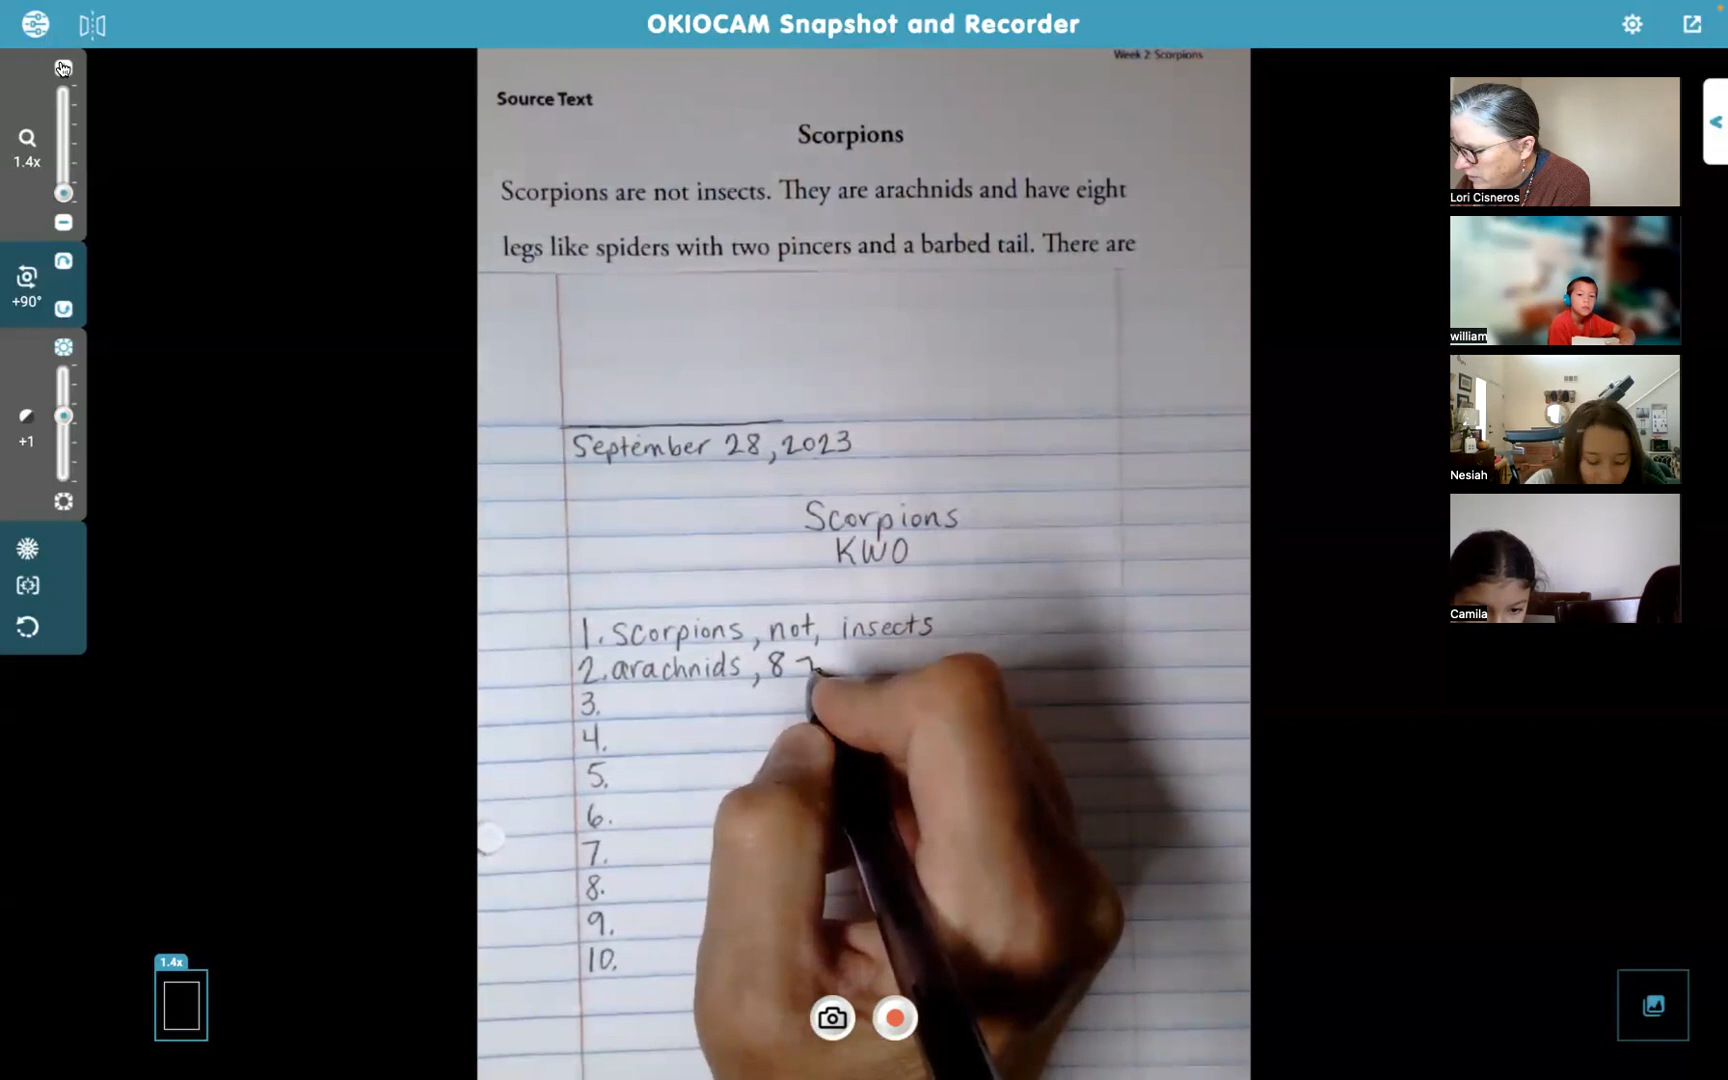 OKIOCAM Snapshot and Recorder
Week 2: Scorpions
Source Text
Scorpions
Scorpions are not insects. They are arachnids and have eight
legs like spiders with two pincers and a barbed tail. There are
September 28, 2023
Scorpions
KWO
1. scorpions, not, insects
2. arachnids, 8
3.
4.
5.
6.
7.
8.
9.
10.
1.4x
+90°
+1
1.4x
Lori Cisneros
william
Nesiah
Camila